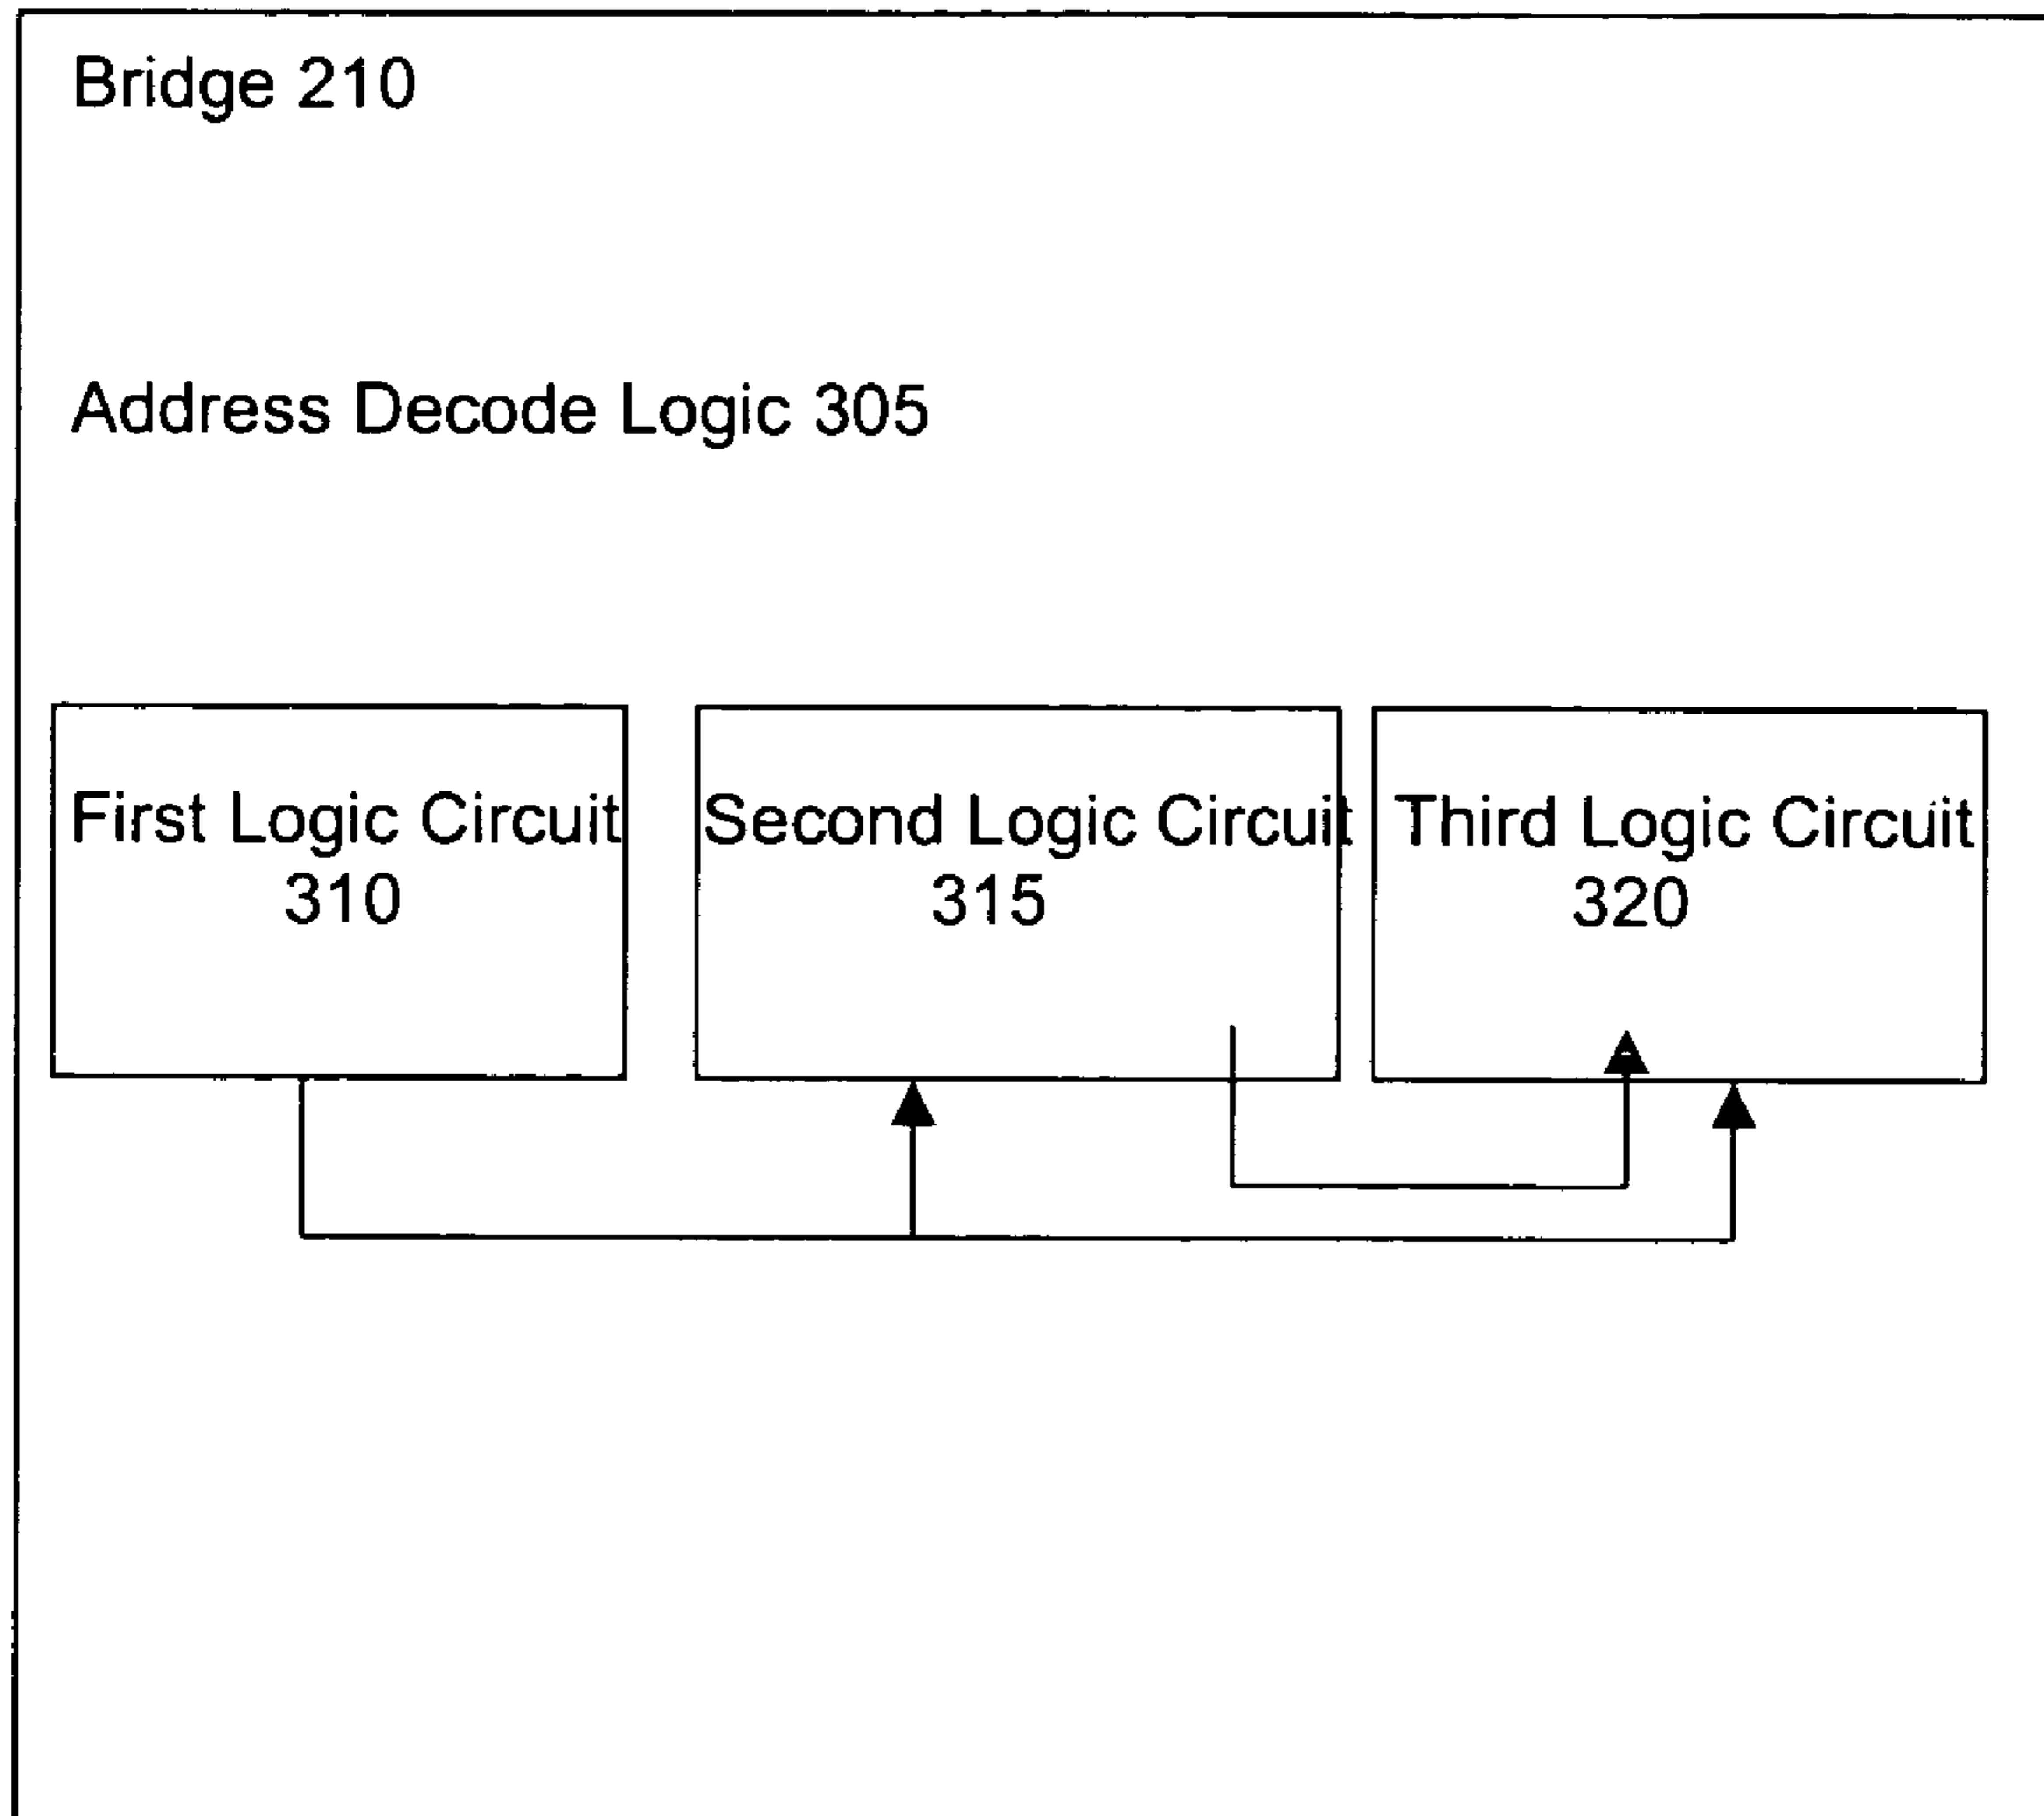 Bridge 210
Address Decode Logic 305
First Logic Circuit
310
Second Logic Circuit
315
Third Logic Circuit
320